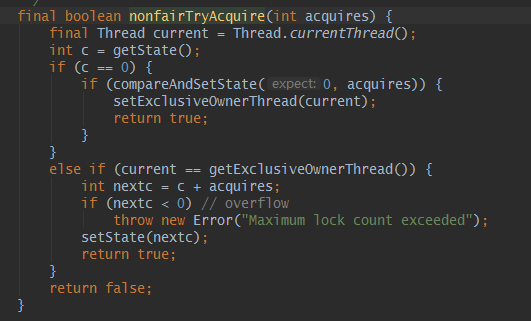 final boolean nonfairTryAcquire(int acquires) {
    final Thread current = Thread.currentThread();
    int c = getState();
    if (c == 0) {
        if (compareAndSetState( expect: 0, acquires)) {
            setExclusiveOwnerThread(current);
            return true;
        }
    }
    else if (current == getExclusiveOwnerThread()) {
        int nextc = c + acquires;
        if (nextc < 0) // overflow
            throw new Error("Maximum lock count exceeded");
        setState(nextc);
        return true;
    }
    return false;
}